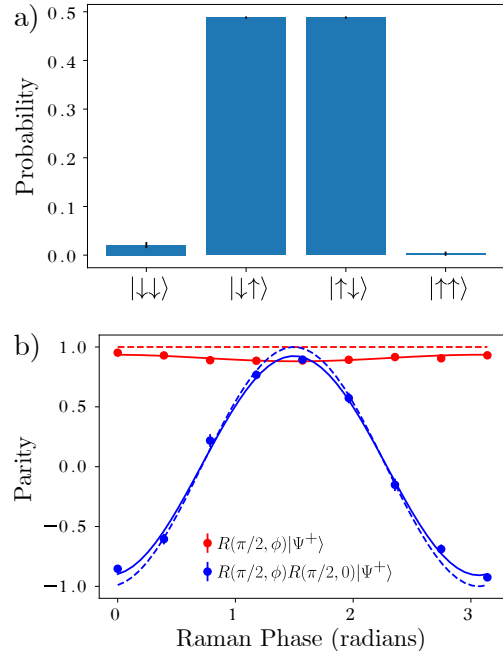 a)
Probability
0.5
0.4
0.3
0.2
0.1
0.0
|↓↓⟩ |↓↑⟩ |↑↓⟩ |↑↑⟩
b)
Parity
1.0
0.5
0.0
−0.5
−1.0
R(π/2, ϕ)|Ψ⁺⟩
R(π/2, ϕ)R(π/2, 0)|Ψ⁺⟩
0 1 2 3
Raman Phase (radians)